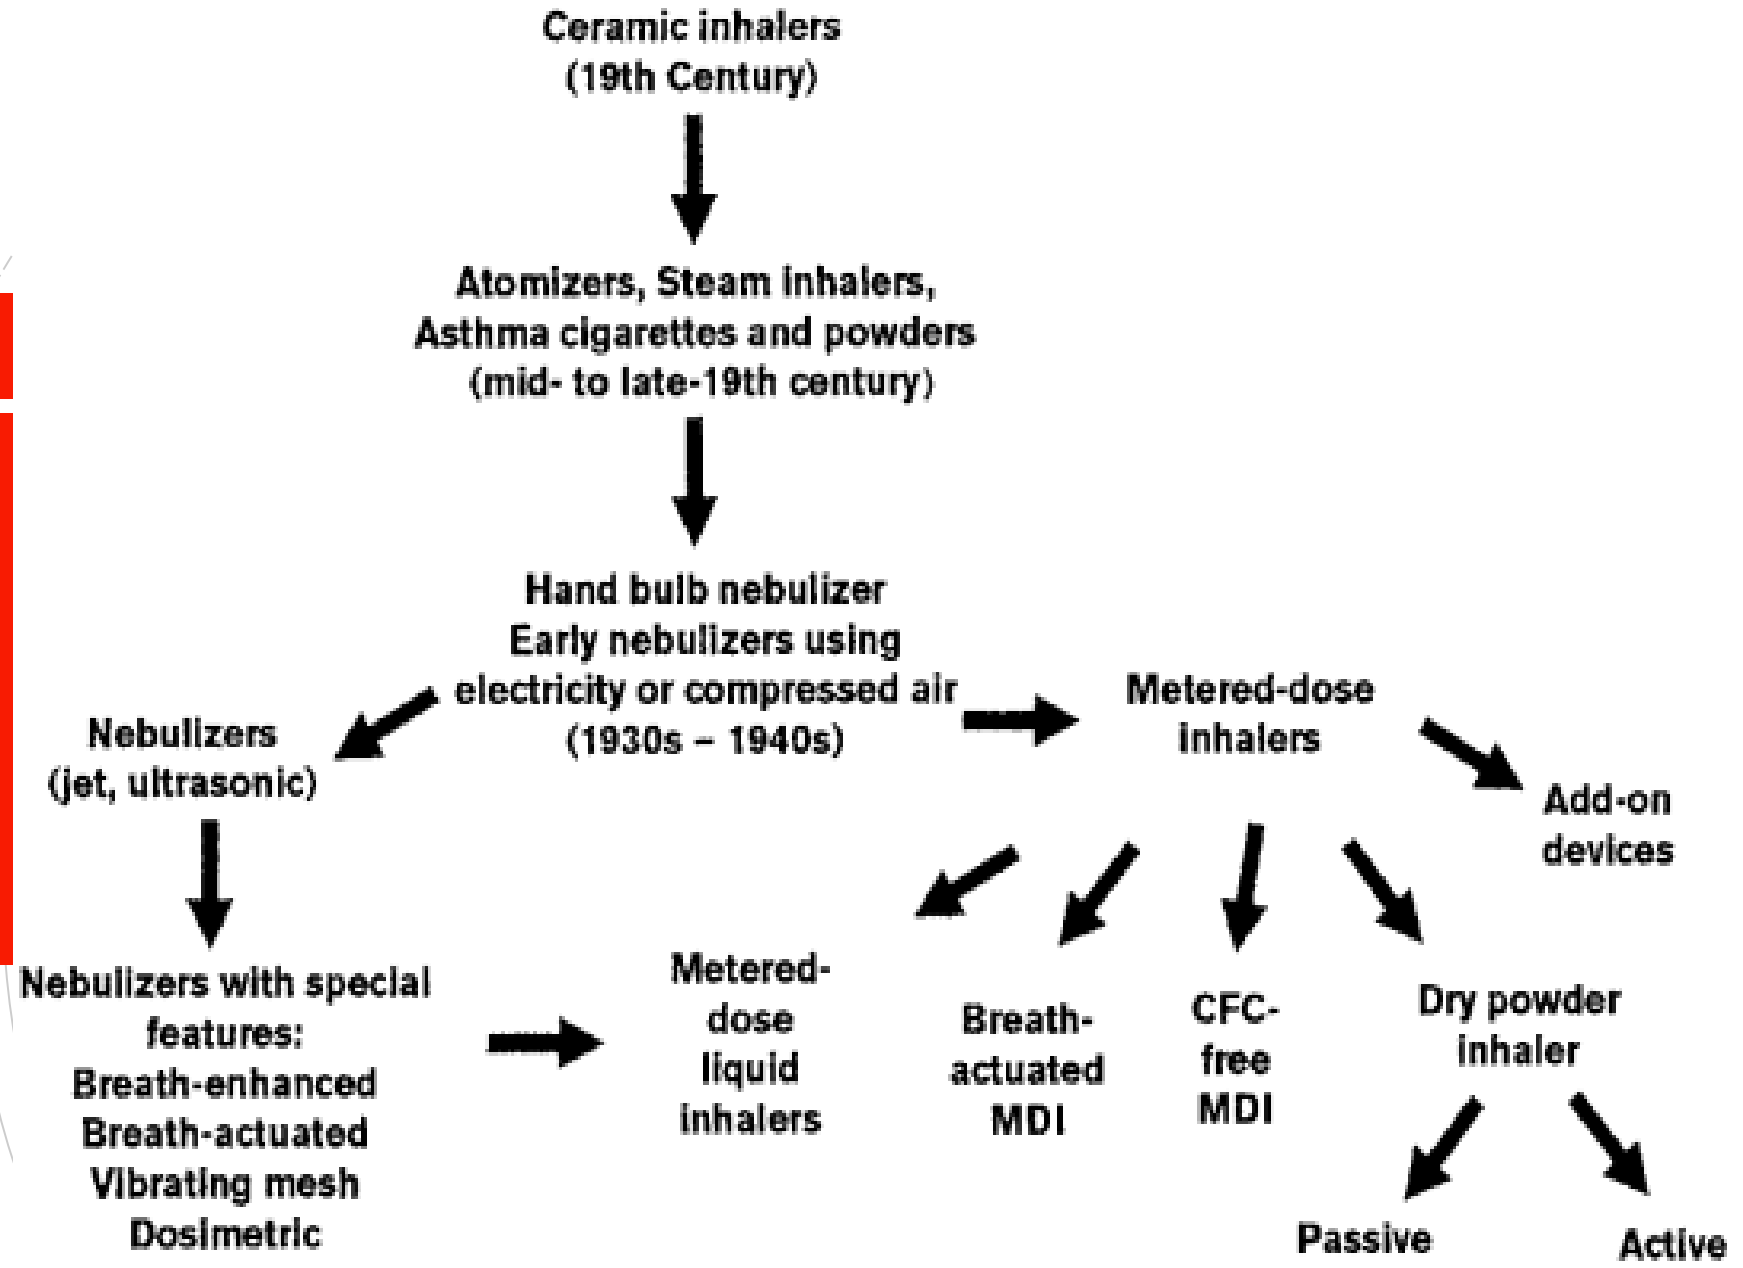 Ceramic inhalers
(19th Century)
Atomizers, Steam inhalers,
Asthma cigarettes and powders
(mid- to late-19th century)
Hand bulb nebulizer
Early nebulizers using
electricity or compressed air
(1930s – 1940s)
Nebulizers
(jet, ultrasonic)
Metered-dose
inhalers
Add-on
devices
Nebulizers with special
features:
Breath-enhanced
Breath-actuated
Vibrating mesh
Dosimetric
Metered-
dose
liquid
inhalers
Breath-
actuated
MDI
CFC-
free
MDI
Dry powder
inhaler
Passive
Active